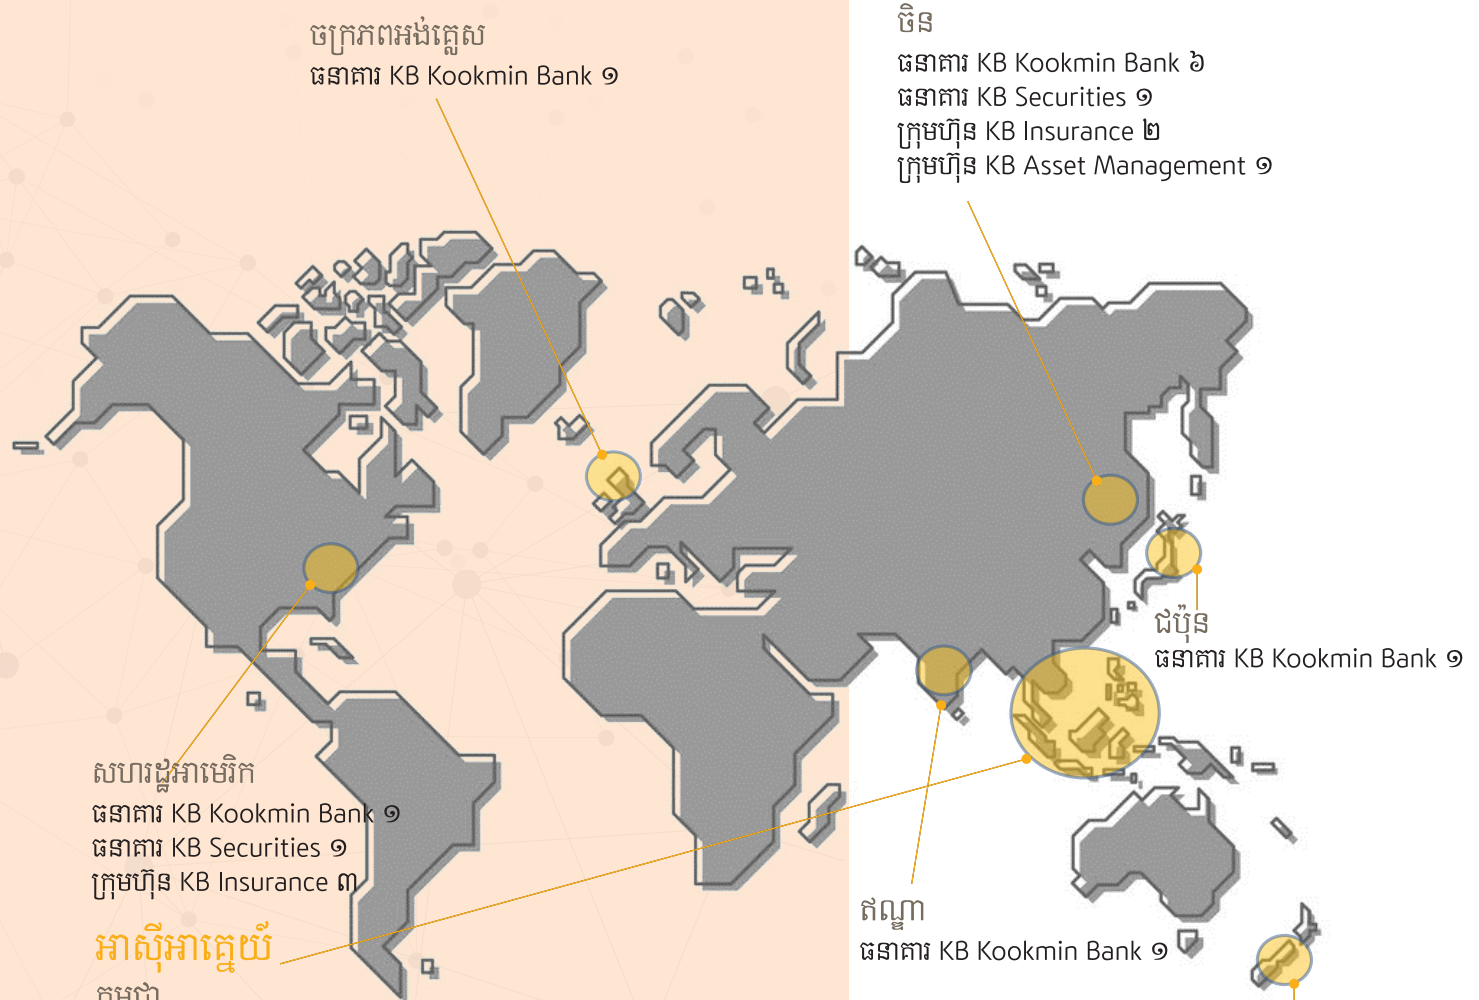 ចក្រភពអង់គ្លេស
ធនាគារ KB Kookmin Bank ១
ចិន
ធនាគារ KB Kookmin Bank ៦
ធនាគារ KB Securities ១
ក្រុមហ៊ុន KB Insurance ២
ក្រុមហ៊ុន KB Asset Management ១
ជប៉ុន
ធនាគារ KB Kookmin Bank ១
សហរដ្ឋអាមេរិក
ធនាគារ KB Kookmin Bank ១
ធនាគារ KB Securities ១
ក្រុមហ៊ុន KB Insurance ៣
ឥណ្ឌា
ធនាគារ KB Kookmin Bank ១
អាស៊ីអាគ្នេយ៍
កម្ពុជា